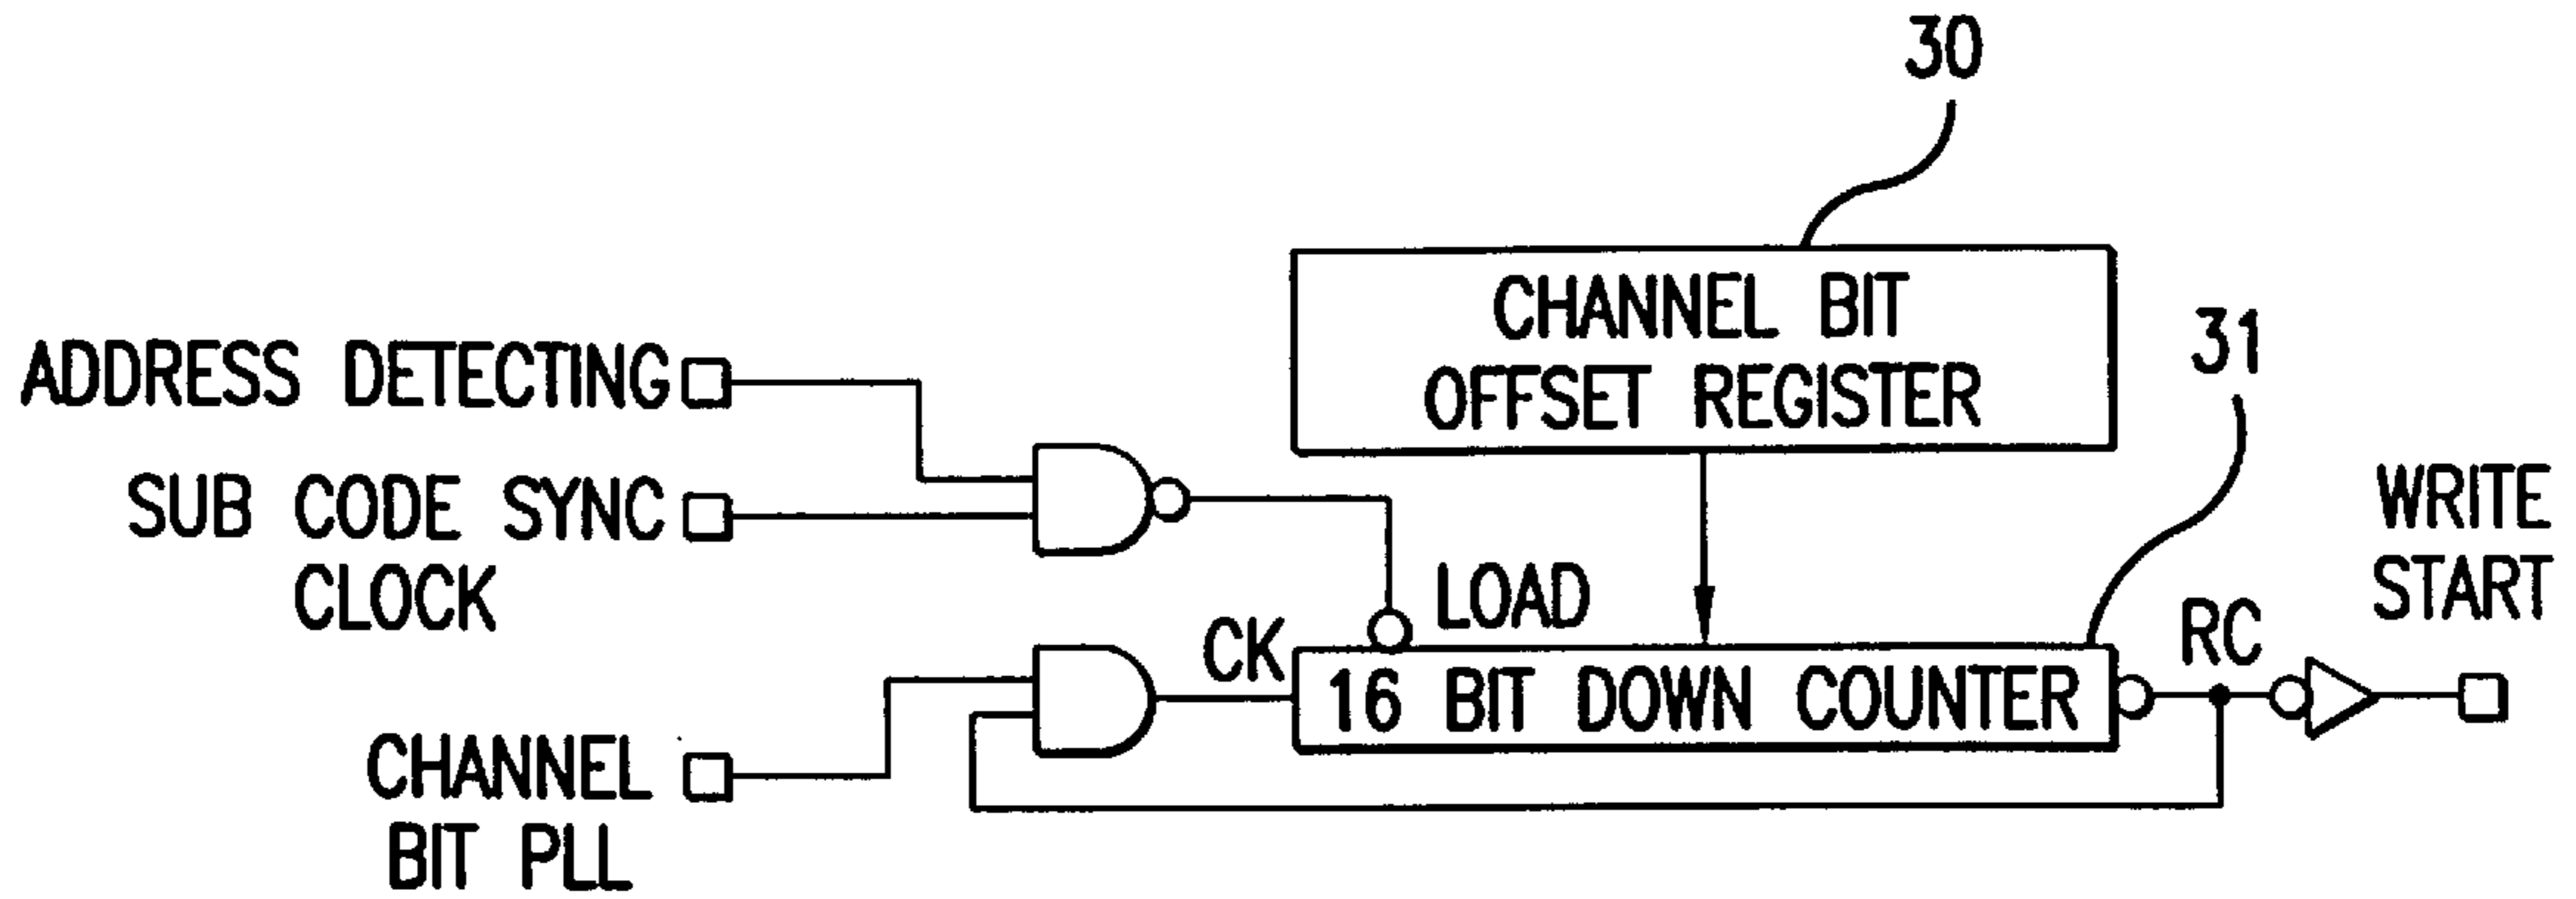 30
CHANNEL BIT
OFFSET REGISTER
31
ADDRESS DETECTING
SUB CODE SYNC
CLOCK
WRITE
START
LOAD
RC
CK
16 BIT DOWN COUNTER
CHANNEL
BIT PLL